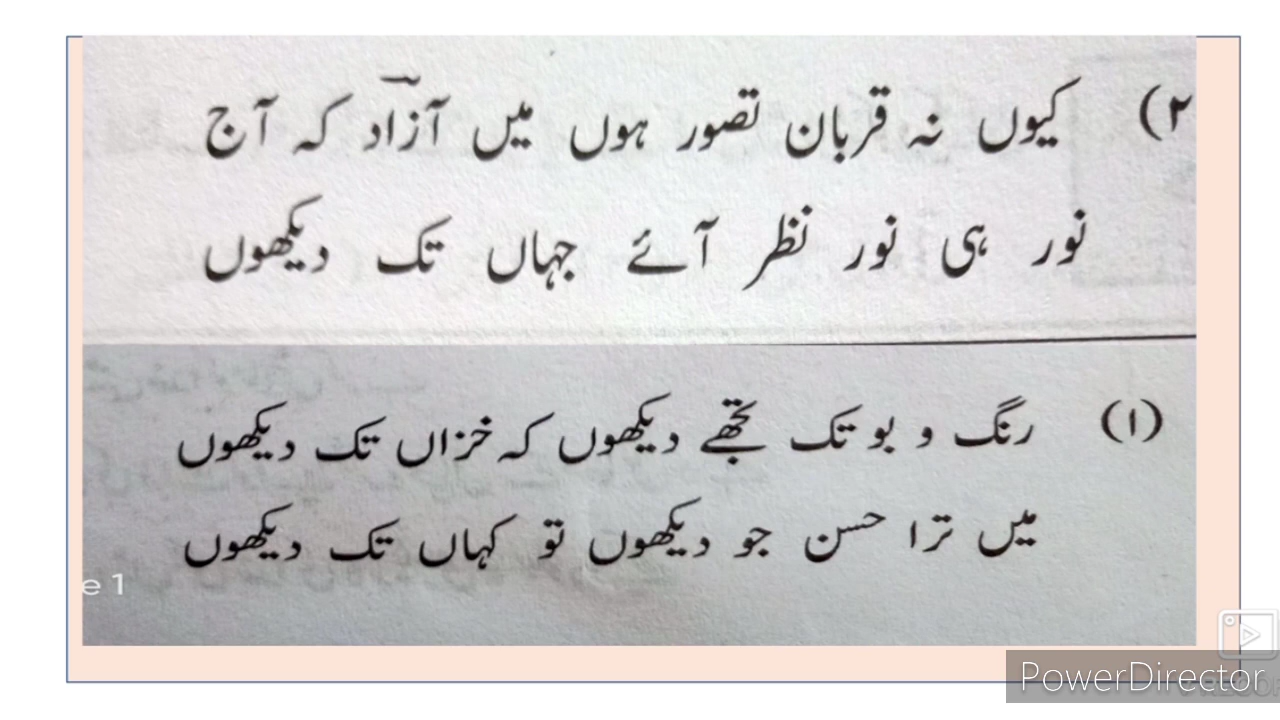 ۲) کیوں نہ قربان تصور ہوں میں آزادؔ کہ آج
نور ہی نور نظر آئے جہاں تک دیکھوں
(۱) رنگ و بو تک تجھے دیکھوں کہ خزاں تک دیکھوں
میں ترا حسن جو دیکھوں تو کہاں تک دیکھوں
e 1
PowerDirector